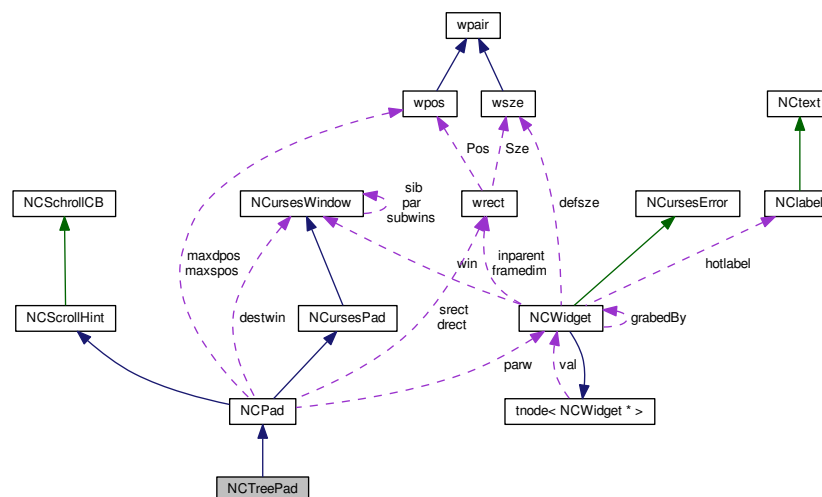 wpair
wpos
wsze
NCtext
Pos
Sze
NCSchrollCB
NCursesWindow
sib
par
subwins
wrect
defsze
NCursesError
NClabel
maxdpos
maxspos
win
inparent
framedim
hotlabel
NCScrollHint
destwin
NCursesPad
srect
drect
NCWidget
grabedBy
parw
val
NCPad
tnode< NCWidget * >
NCTreePad